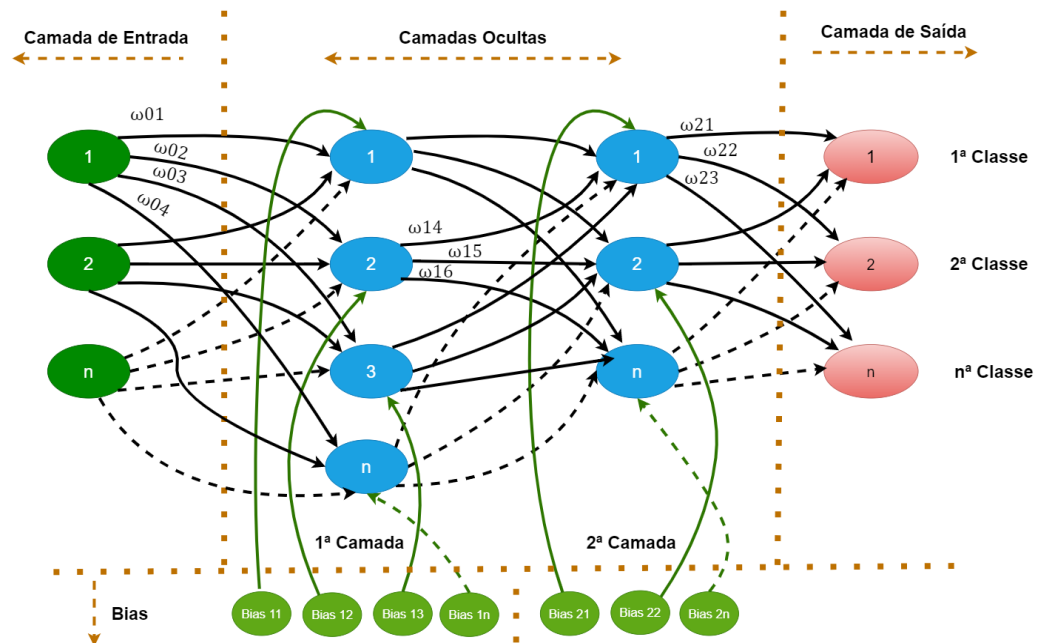 Camada de Entrada
Camadas Ocultas
Camada de Saída
ω01
ω02
ω03
ω04
1
2
n
1
2
3
n
ω14
ω15
ω16
1
2
n
ω21
ω22
ω23
1
2
n
1ª Classe
2ª Classe
nª Classe
1ª Camada
2ª Camada
Bias
Bias 11
Bias 12
Bias 13
Bias 1n
Bias 21
Bias 22
Bias 2n